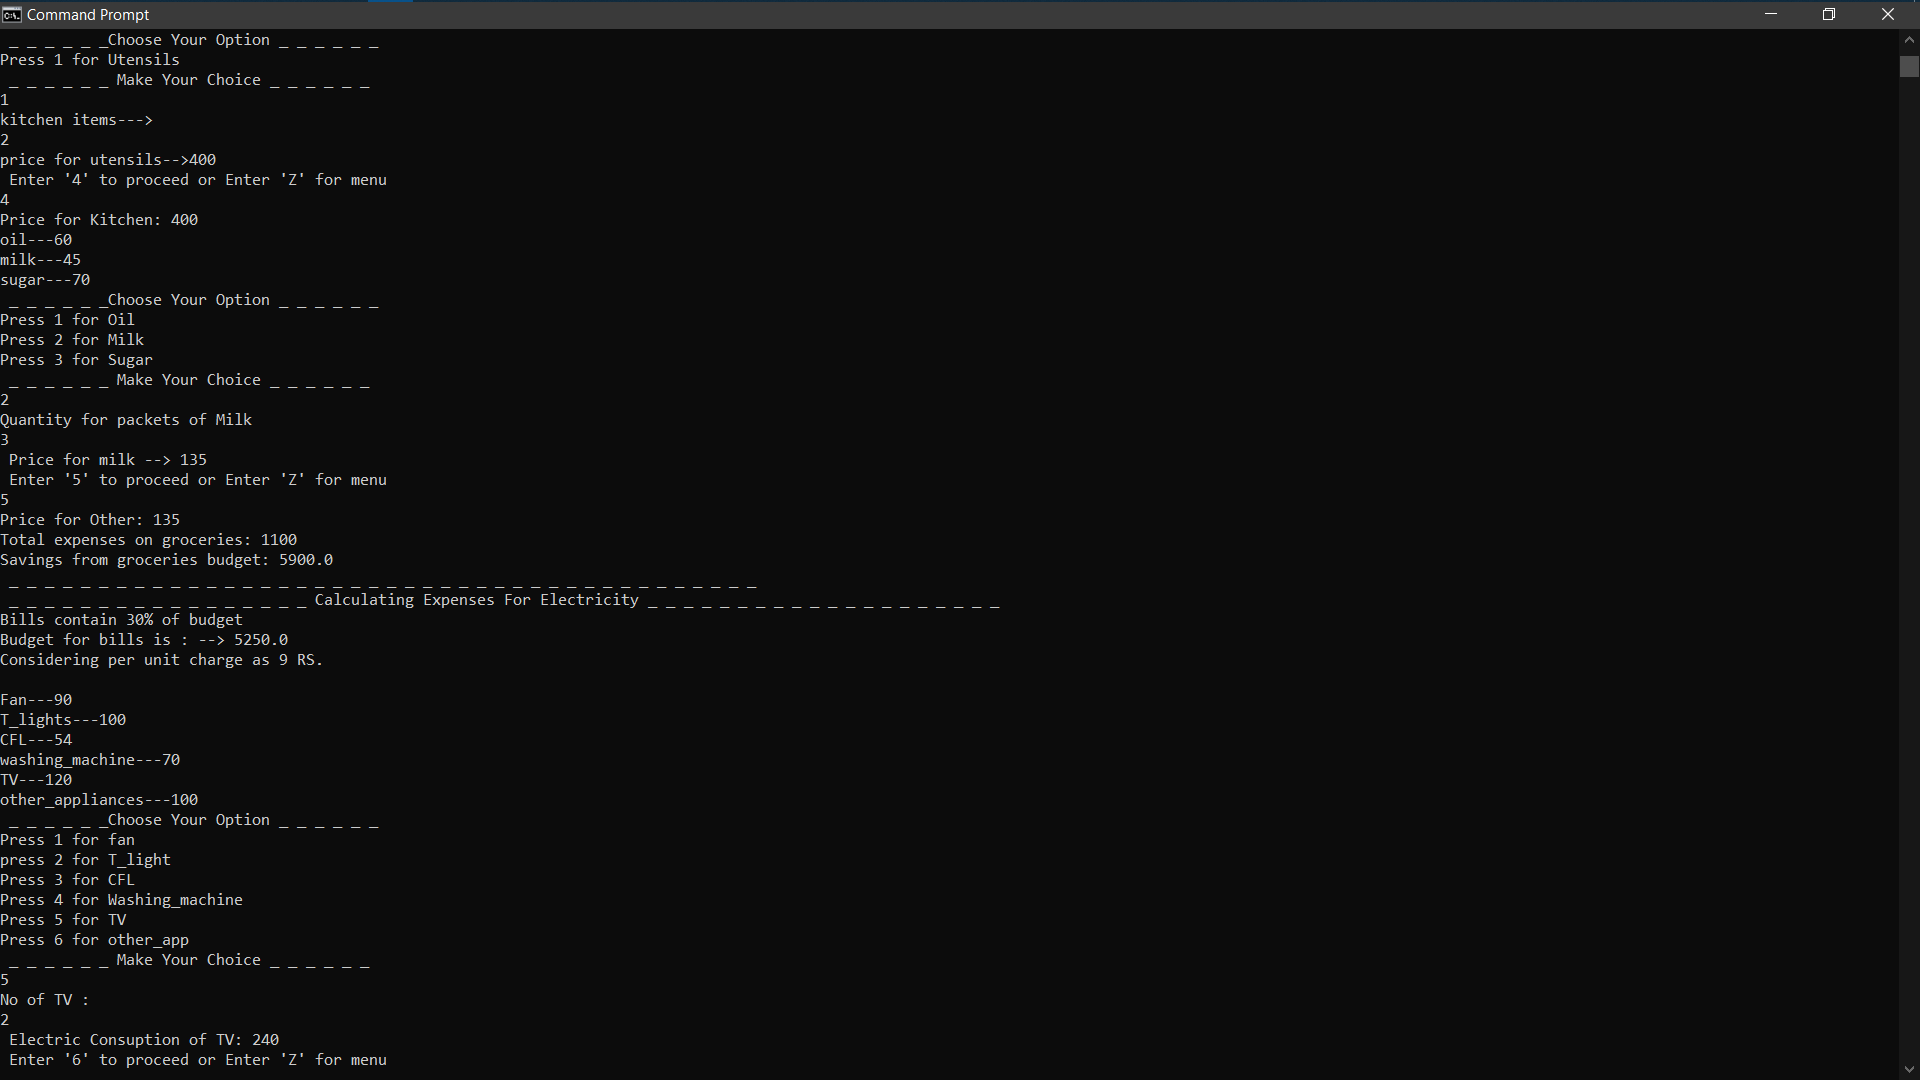 Command Prompt
_ _ _ _ _ _Choose Your Option _ _ _ _ _ _
Press 1 for Utensils
_ _ _ _ _ _ Make Your Choice _ _ _ _ _ _
1
kitchen items--->
2
price for utensils-->400
Enter '4' to proceed or Enter 'Z' for menu
4
Price for Kitchen: 400
oil---60
milk---45
sugar---70
_ _ _ _ _ _Choose Your Option _ _ _ _ _ _
Press 1 for Oil
Press 2 for Milk
Press 3 for Sugar
_ _ _ _ _ _ Make Your Choice _ _ _ _ _ _
2
Quantity for packets of Milk
3
Price for milk --> 135
Enter '5' to proceed or Enter 'Z' for menu
5
Price for Other: 135
Total expenses on groceries: 1100
Savings from groceries budget: 5900.0
_ _ _ _ _ _ _ _ _ _ _ _ _ _ _ _ _ _ _ _ _ _ _ _ _ _ _ _ _ _ _ _ _ _ _ _ _ _ _ _ _ _
_ _ _ _ _ _ _ _ _ _ _ _ _ _ _ _ _ Calculating Expenses For Electricity _ _ _ _ _ _ _ _ _ _ _ _ _ _ _ _ _ _ _ _
Bills contain 30% of budget
Budget for bills is : --> 5250.0
Considering per unit charge as 9 RS.
Fan---90
T_lights---100
CFL---54
washing_machine---70
TV---120
other_appliances---100
_ _ _ _ _ _Choose Your Option _ _ _ _ _ _
Press 1 for fan
press 2 for T_light
Press 3 for CFL
Press 4 for Washing_machine
Press 5 for TV
Press 6 for other_app
_ _ _ _ _ _ Make Your Choice _ _ _ _ _ _
5
No of TV :
2
Electric Consuption of TV: 240
Enter '6' to proceed or Enter 'Z' for menu